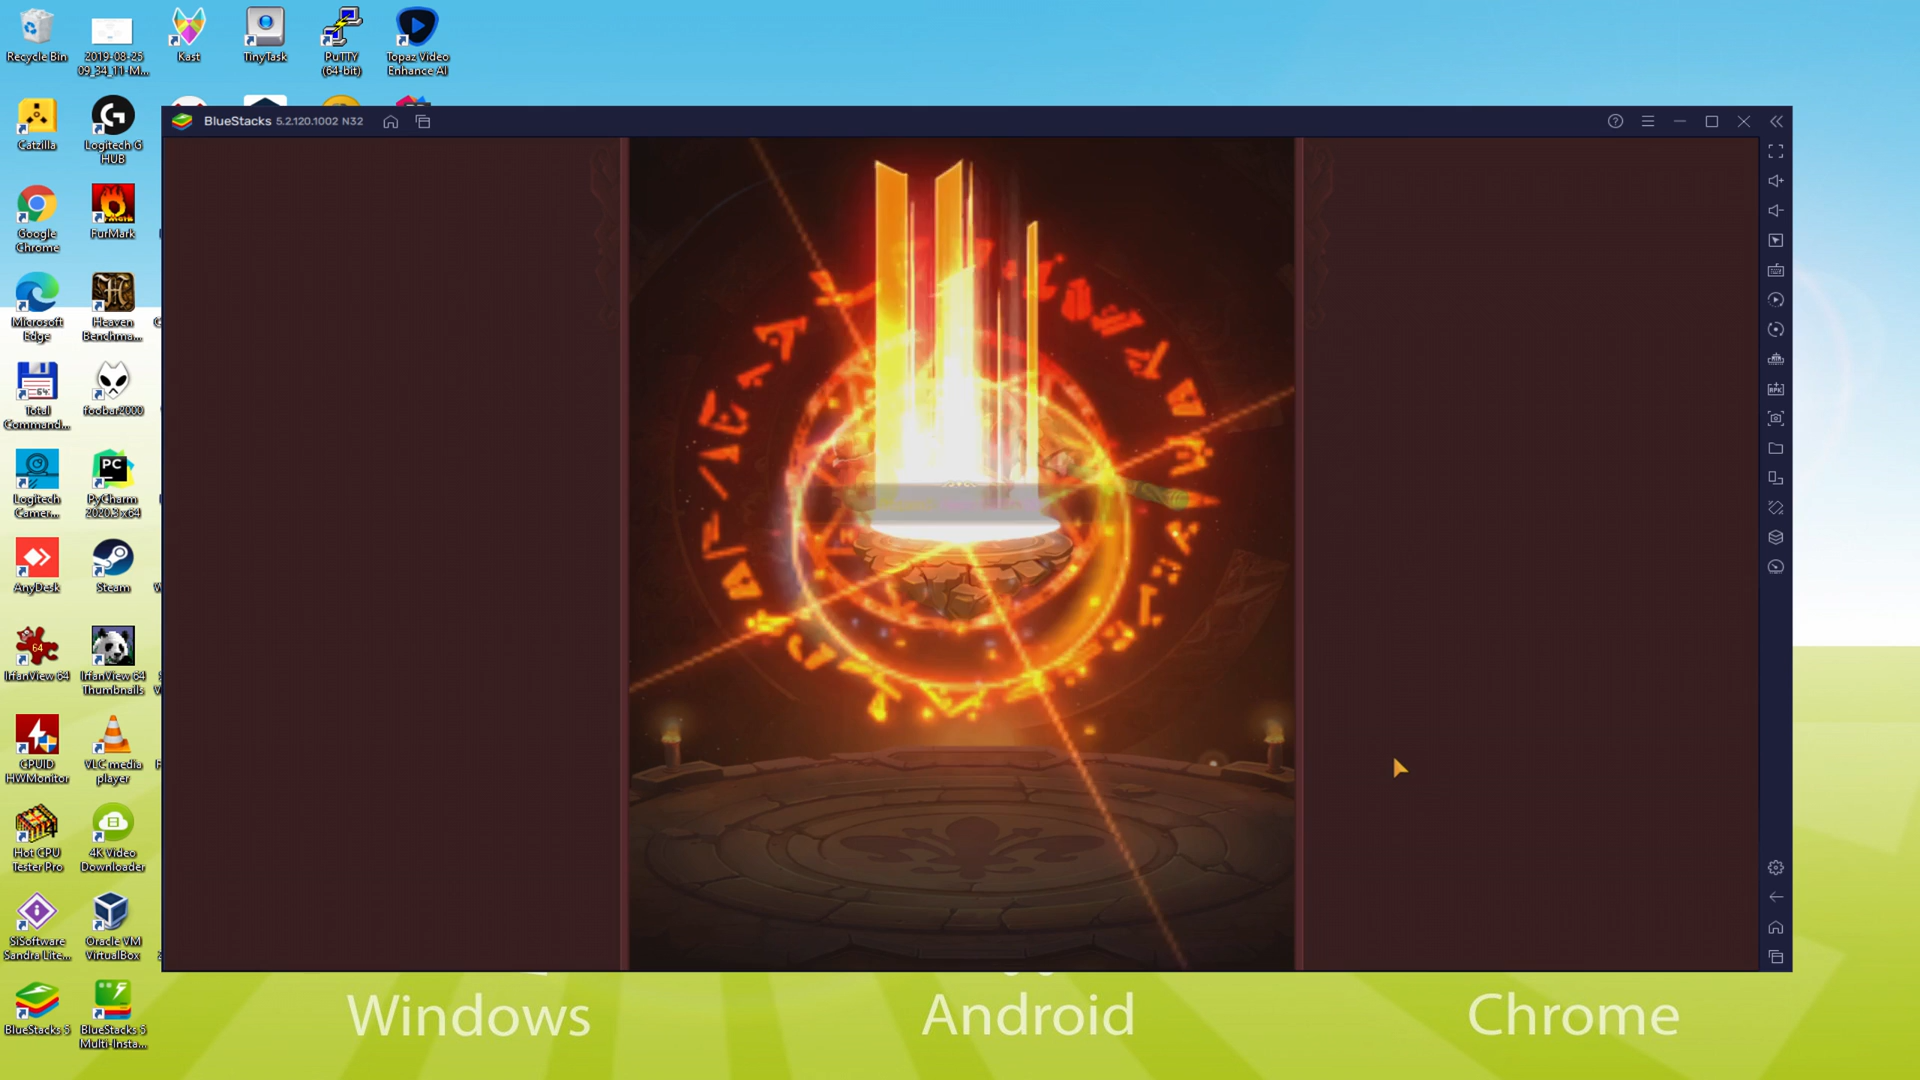 Recycle Bin
2019-08-25
09_34_11-M...
Kast
TinyTask
PuTTY
(64-bit)
Topaz Video
Enhance AI
Catzilla
Logitech G
HUB
BlueStacks 5.2.120.1002 N32
Google
Chrome
FurMark
Microsoft
Edge
Heaven
Benchma...
Total
Command...
foobar2000
Logitech
Camer...
PyCharm
2020.3 x64
AnyDesk
Steam
IrfanView 64
IrfanView 64
Thumbnails
CPUID
HWMonitor
VLC media
player
Hot CPU
Tester Pro
4K Video
Downloader
SiSoftware
Sandra Lite...
Oracle VM
VirtualBox
BlueStacks 5
BlueStacks 5
Multi-Insta...
Windows
Android
Chrome